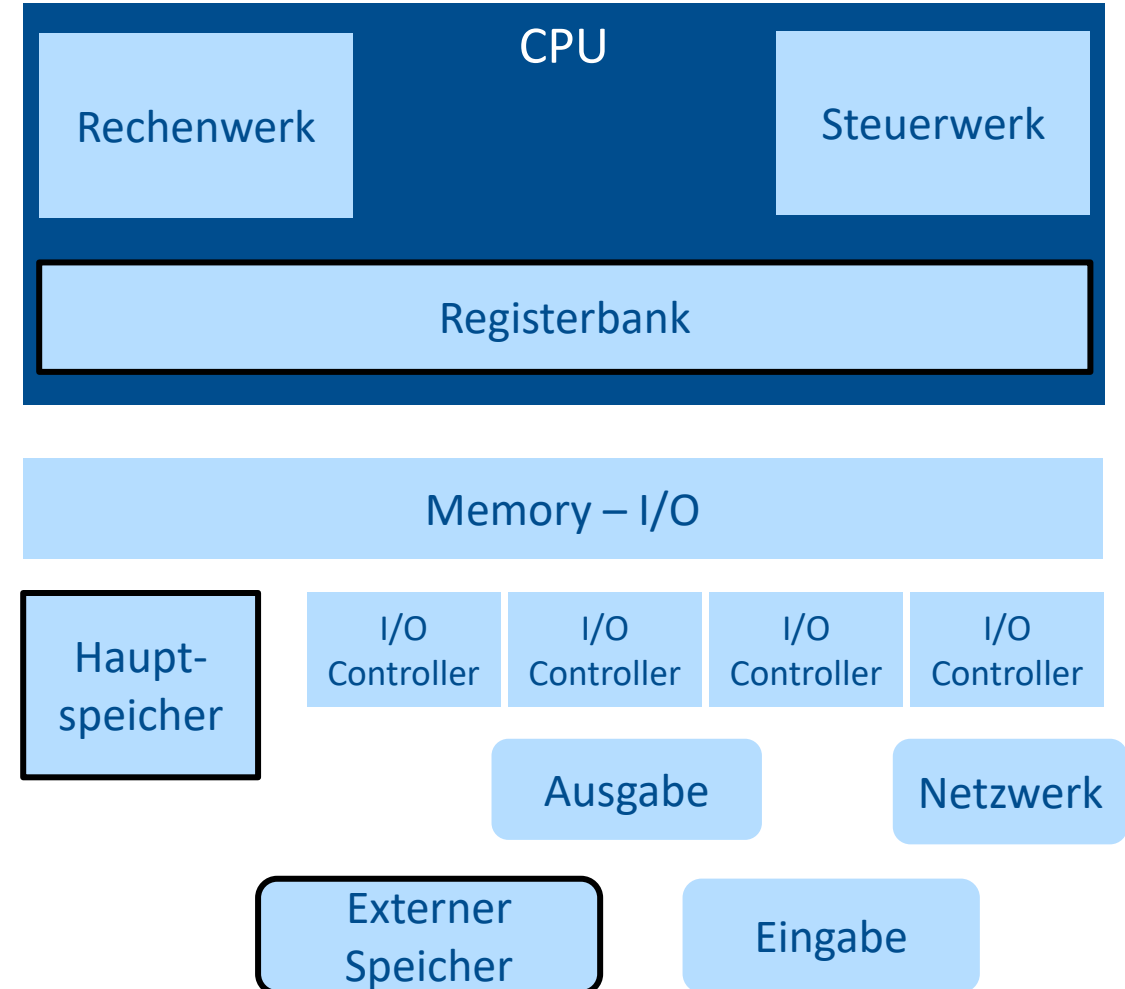 CPU
Rechenwerk
Steuerwerk
Registerbank
Memory – I/O
Haupt-
speicher
I/O
Controller
I/O
Controller
I/O
Controller
I/O
Controller
Ausgabe
Netzwerk
Externer
Speicher
Eingabe